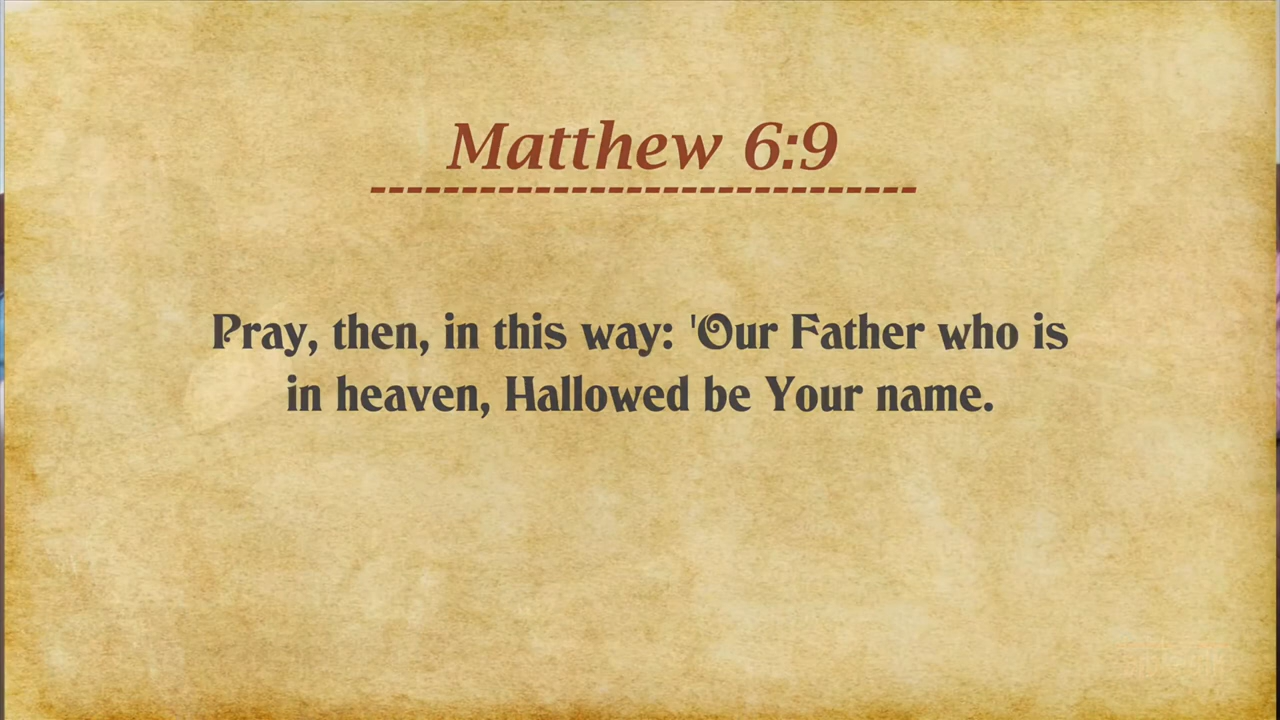 Matthew 6:9
------------------------------
Pray, then, in this way: 'Our Father who is
in heaven, Hallowed be Your name.